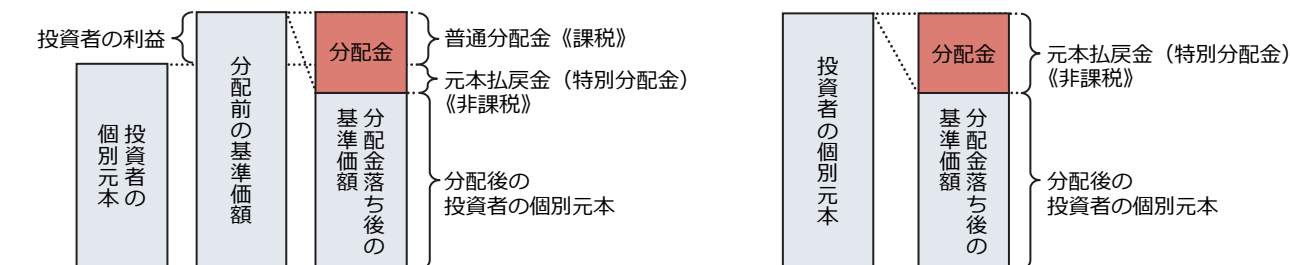 投資者の利益
投資者の
個別元本
分配前の基準価額
分配金
分配金落ち後の
基準価額
普通分配金《課税》
元本払戻金（特別分配金）
《非課税》
分配後の
投資者の個別元本
投資者の個別元本
分配金
分配金落ち後の
基準価額
元本払戻金（特別分配金）
《非課税》
分配後の
投資者の個別元本